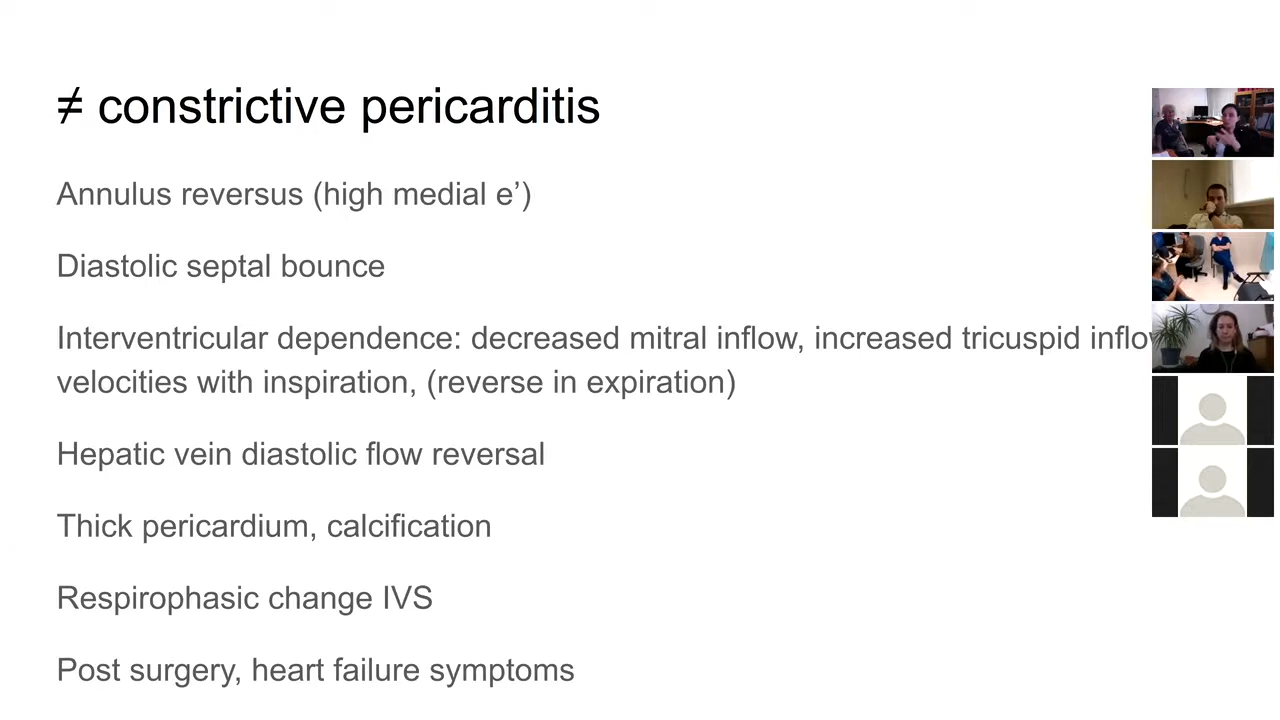 ≠ constrictive pericarditis
Annulus reversus (high medial e’)
Diastolic septal bounce
Interventricular dependence: decreased mitral inflow, increased tricuspid inflow
velocities with inspiration, (reverse in expiration)
Hepatic vein diastolic flow reversal
Thick pericardium, calcification
Respirophasic change IVS
Post surgery, heart failure symptoms